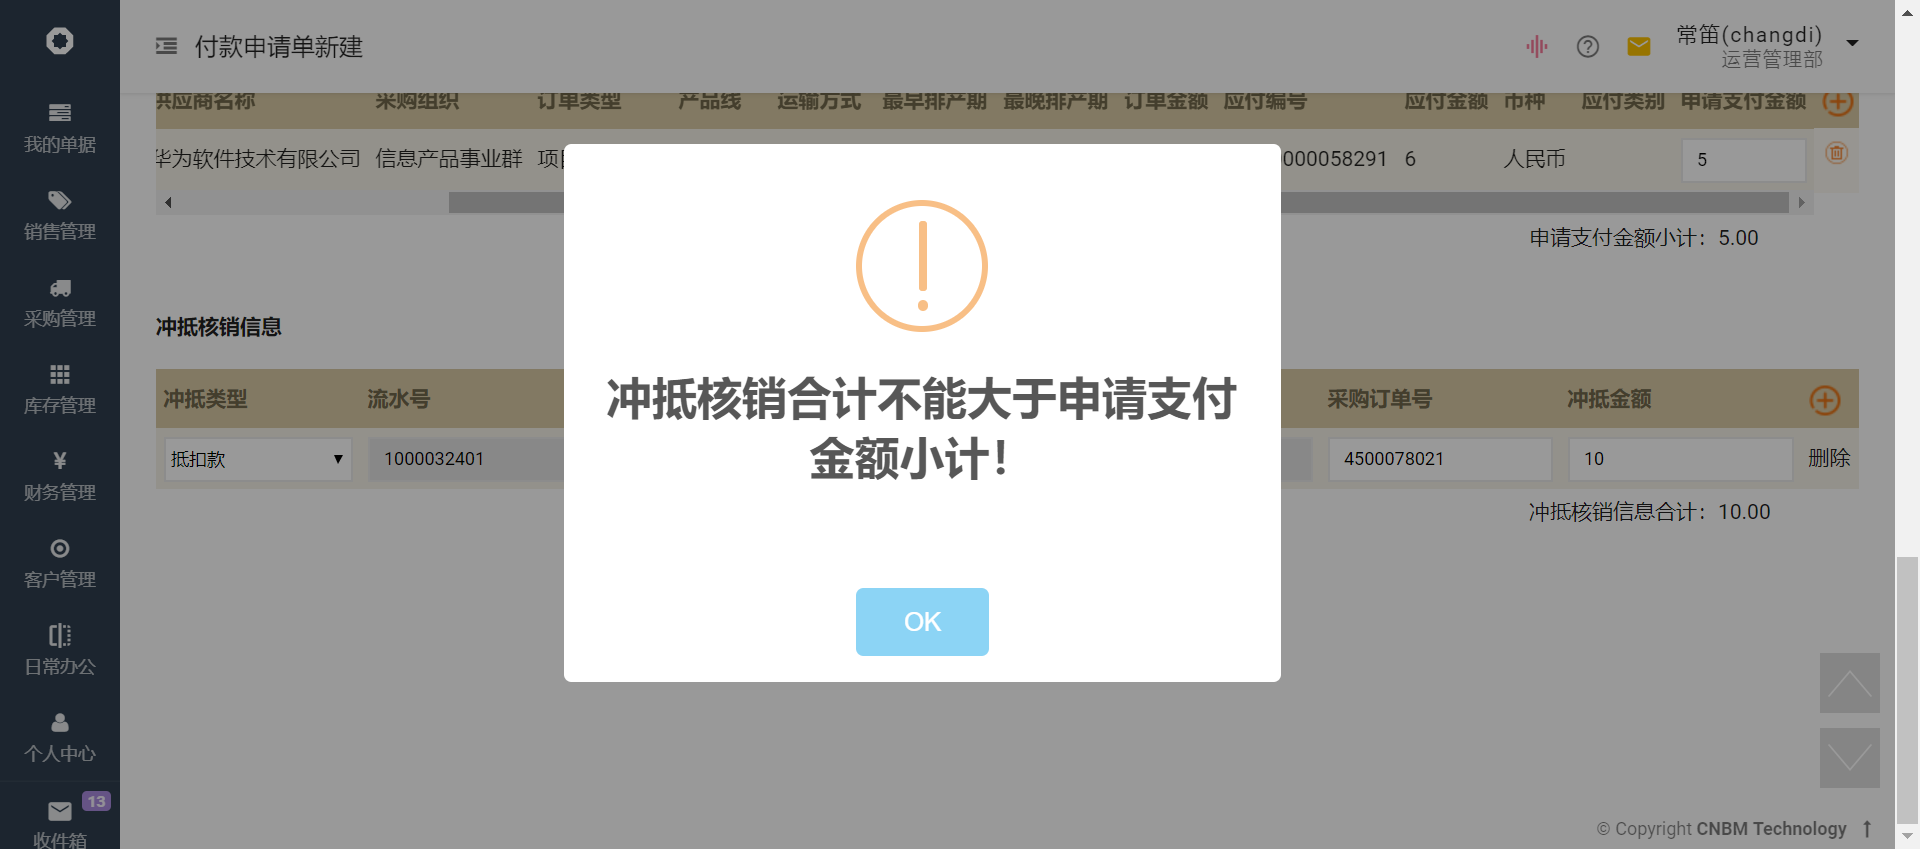 付款申请单新建
常笛(changdi)
运营管理部
我的单据
销售管理
采购管理
库存管理
¥
财务管理
客户管理
日常办公
个人中心
13
收件箱
供应商名称 采购组织 订单类型 产品线 运输方式 最早排产期 最晚排产期 订单金额 应付编号 应付金额 币种 应付类别 申请支付金额
华为软件技术有限公司 信息产品事业群 000058291 6 人民币 5
申请支付金额小计：5.00
冲抵核销信息
冲抵类型 流水号 采购订单号 冲抵金额
抵扣款 1000032401 4500078021 10 删除
冲抵核销信息合计：10.00
冲抵核销合计不能大于申请支付
金额小计！
OK
© Copyright CNBM Technology